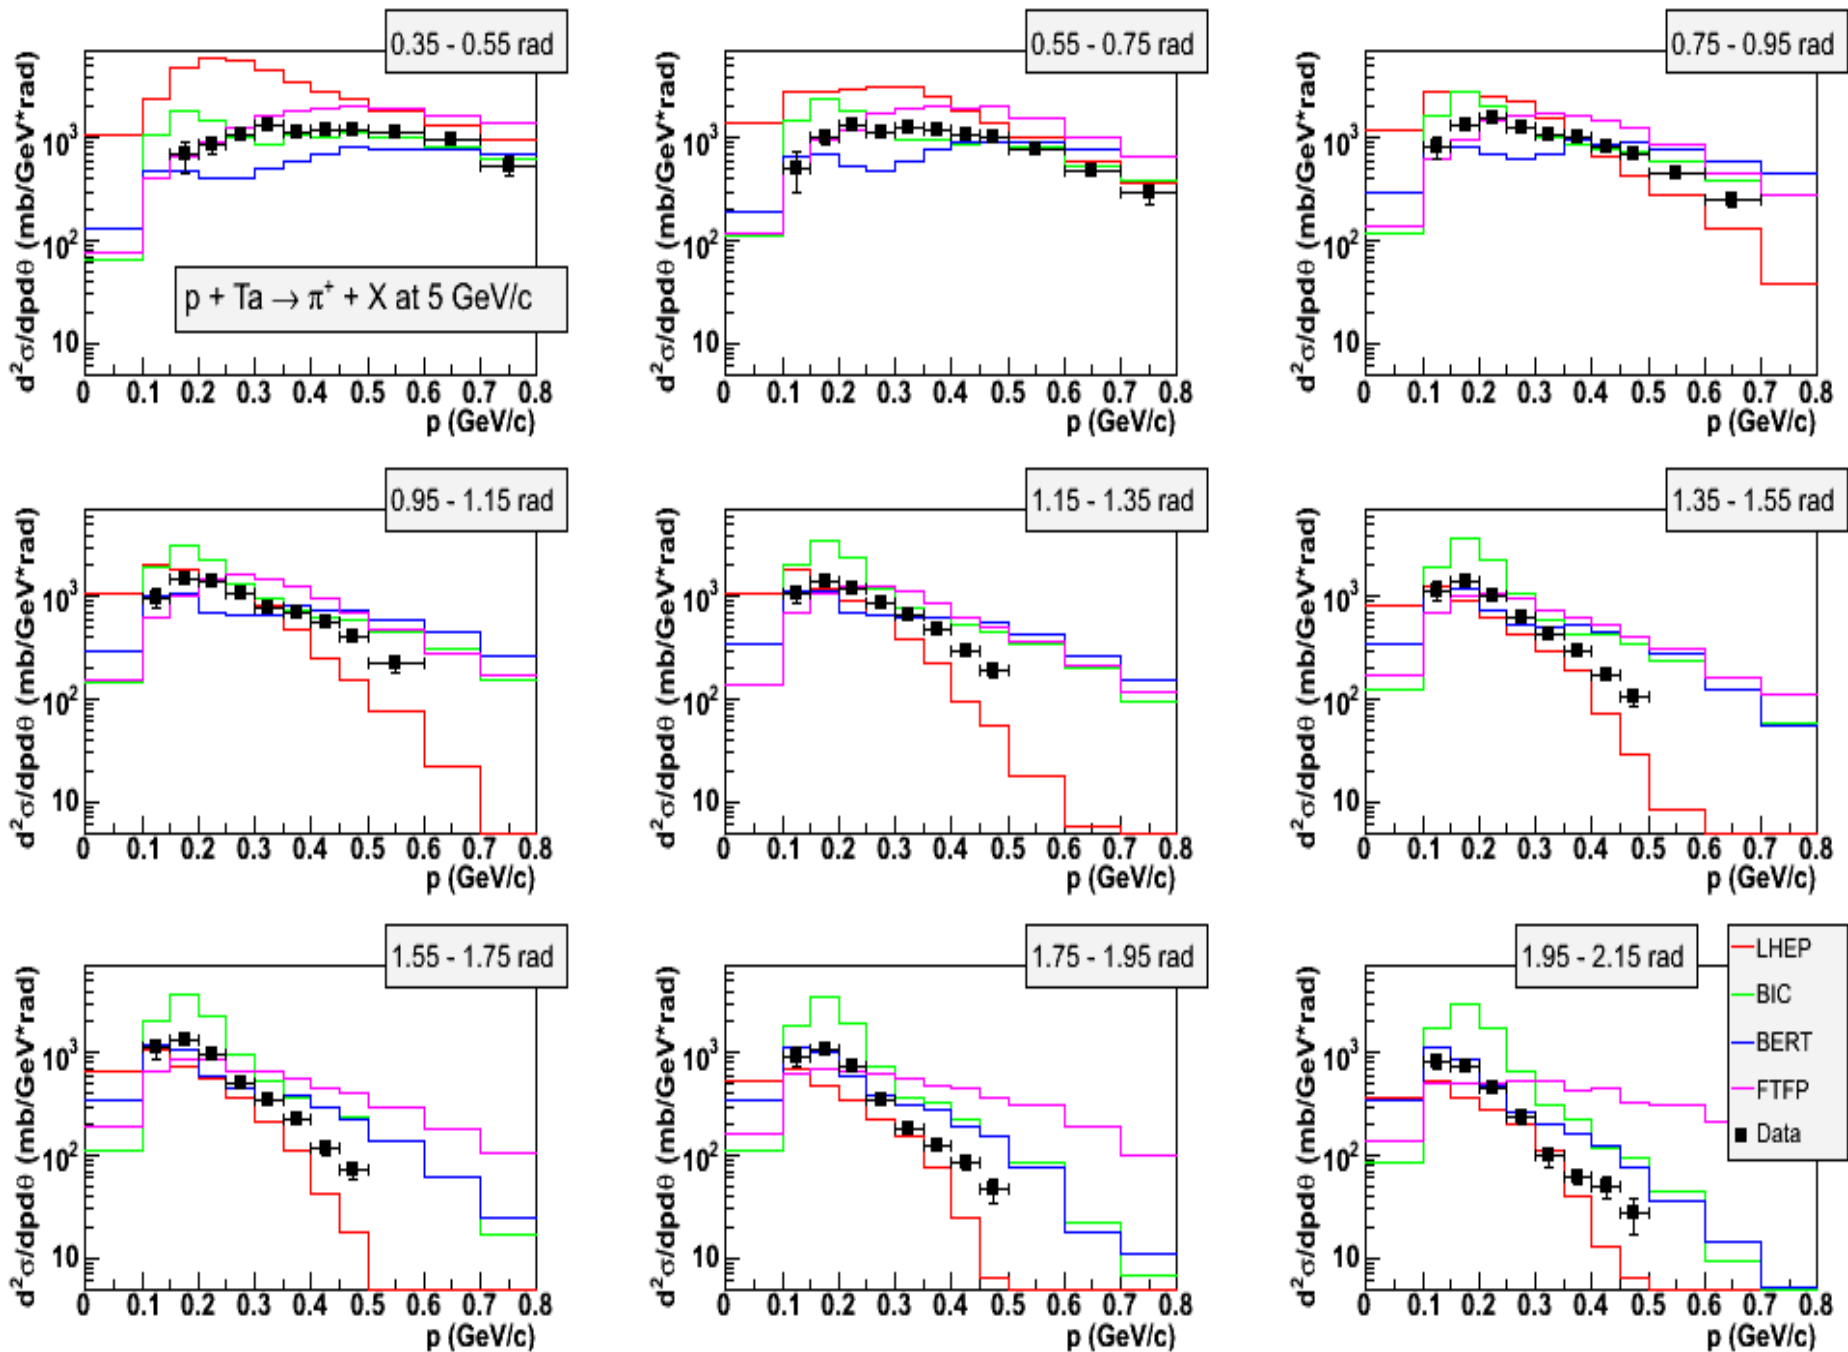 0.35 - 0.55 rad
d²σ/dpdθ (mb/GeV*rad)
10³
10²
10
p + Ta → π⁺ + X at 5 GeV/c
0 0.1 0.2 0.3 0.4 0.5 0.6 0.7 0.8
p (GeV/c)
0.55 - 0.75 rad
d²σ/dpdθ (mb/GeV*rad)
10³
10²
10
0 0.1 0.2 0.3 0.4 0.5 0.6 0.7 0.8
p (GeV/c)
0.75 - 0.95 rad
d²σ/dpdθ (mb/GeV*rad)
10³
10²
10
0 0.1 0.2 0.3 0.4 0.5 0.6 0.7 0.8
p (GeV/c)
0.95 - 1.15 rad
d²σ/dpdθ (mb/GeV*rad)
10³
10²
10
0 0.1 0.2 0.3 0.4 0.5 0.6 0.7 0.8
p (GeV/c)
1.15 - 1.35 rad
d²σ/dpdθ (mb/GeV*rad)
10³
10²
10
0 0.1 0.2 0.3 0.4 0.5 0.6 0.7 0.8
p (GeV/c)
1.35 - 1.55 rad
d²σ/dpdθ (mb/GeV*rad)
10³
10²
10
0 0.1 0.2 0.3 0.4 0.5 0.6 0.7 0.8
p (GeV/c)
1.55 - 1.75 rad
d²σ/dpdθ (mb/GeV*rad)
10³
10²
10
0 0.1 0.2 0.3 0.4 0.5 0.6 0.7 0.8
p (GeV/c)
1.75 - 1.95 rad
d²σ/dpdθ (mb/GeV*rad)
10³
10²
10
0 0.1 0.2 0.3 0.4 0.5 0.6 0.7 0.8
p (GeV/c)
1.95 - 2.15 rad
d²σ/dpdθ (mb/GeV*rad)
10³
10²
10
0 0.1 0.2 0.3 0.4 0.5 0.6 0.7 0.8
p (GeV/c)
LHEP
BIC
BERT
FTFP
Data